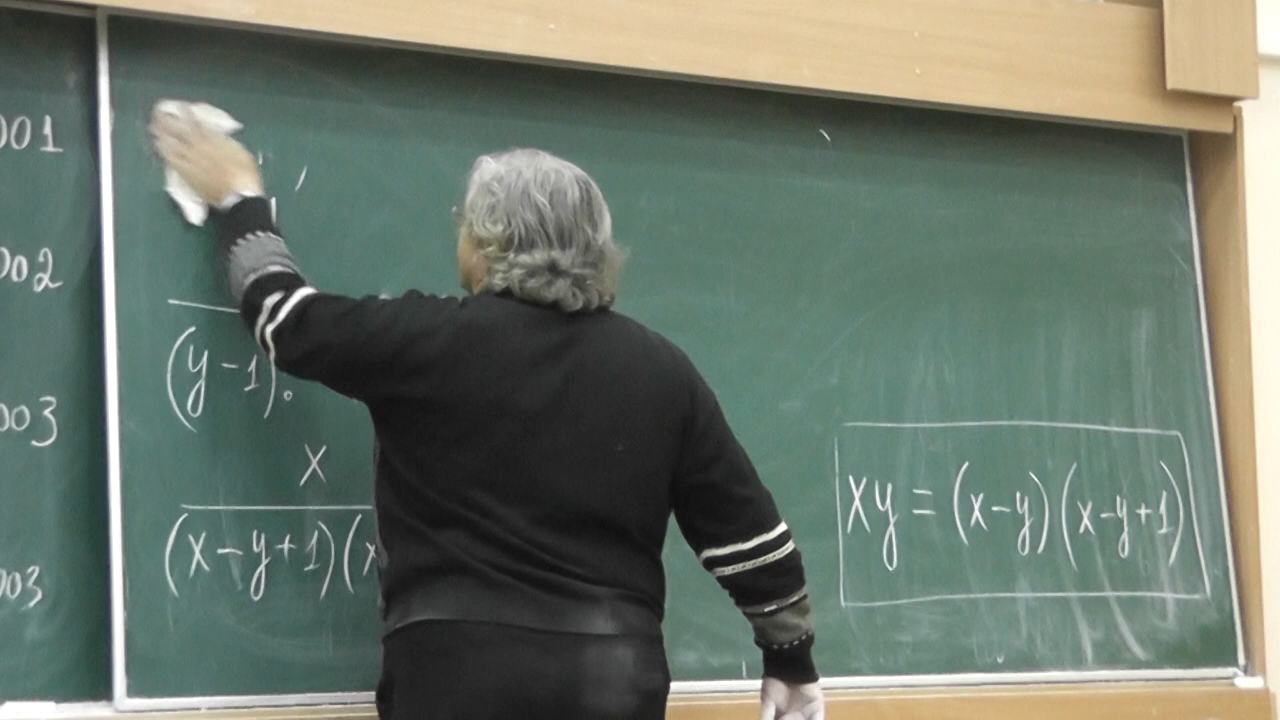 001
002
003
003
(y-1).
x
(x-y+1)(x
xy = (x-y)(x-y+1)